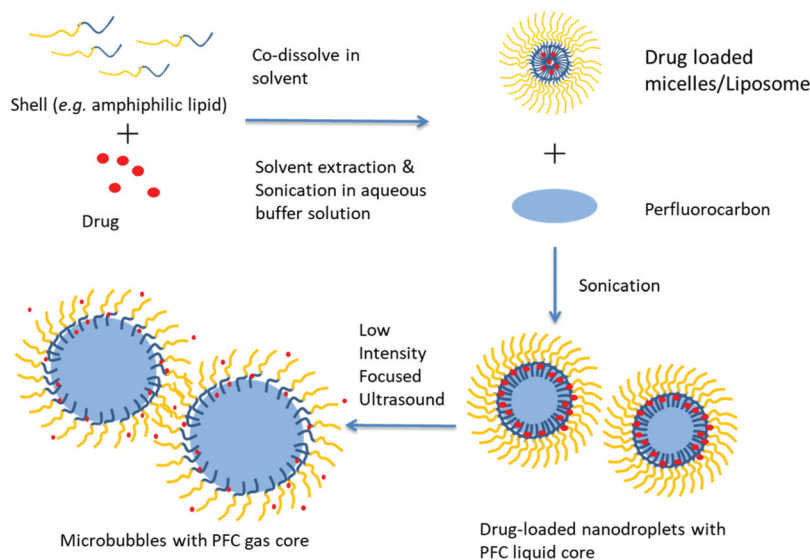 Shell (e.g. amphiphilic lipid)
+
Drug
Co-dissolve in
solvent
Solvent extraction &
Sonication in aqueous
buffer solution
Drug loaded
micelles/Liposome
+
Perfluorocarbon
Sonication
Low
Intensity
Focused
Ultrasound
Microbubbles with PFC gas core
Drug-loaded nanodroplets with
PFC liquid core